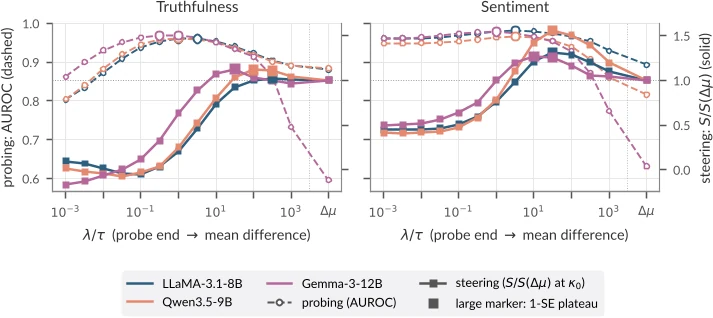 Truthfulness
Sentiment
probing: AUROC (dashed)
1.0
0.9
0.8
0.7
0.6
1.5
1.0
0.5
0.0
steering: S/S(Δμ) (solid)
10⁻³ 10⁻¹ 10¹ 10³ Δμ
10⁻³ 10⁻¹ 10¹ 10³ Δμ
λ/τ (probe end → mean difference)
λ/τ (probe end → mean difference)
LLaMA-3.1-8B
Qwen3.5-9B
Gemma-3-12B
probing (AUROC)
steering (S/S(Δμ) at κ₀)
large marker: 1-SE plateau